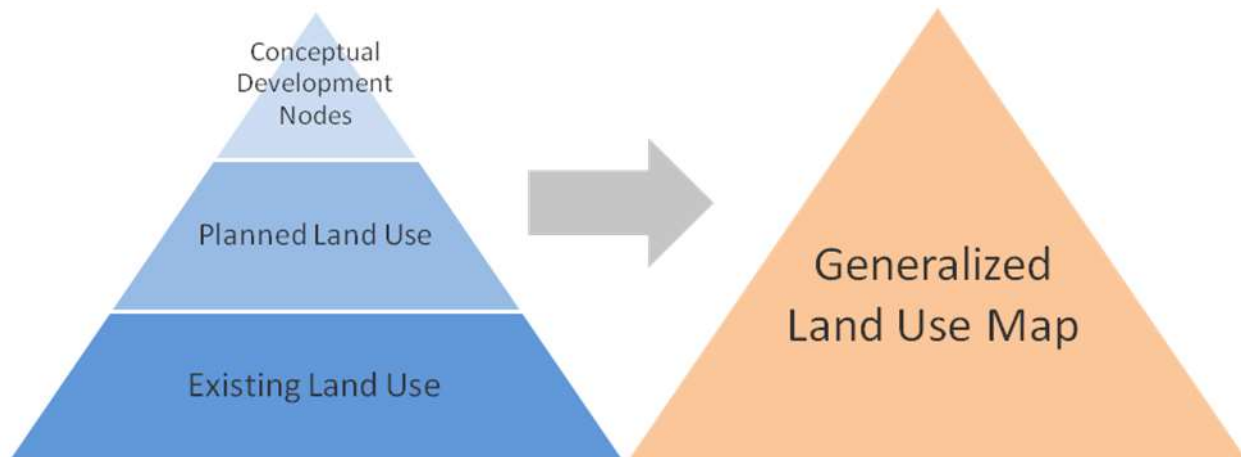 Conceptual
Development
Nodes
Planned Land Use
Existing Land Use
Generalized
Land Use Map